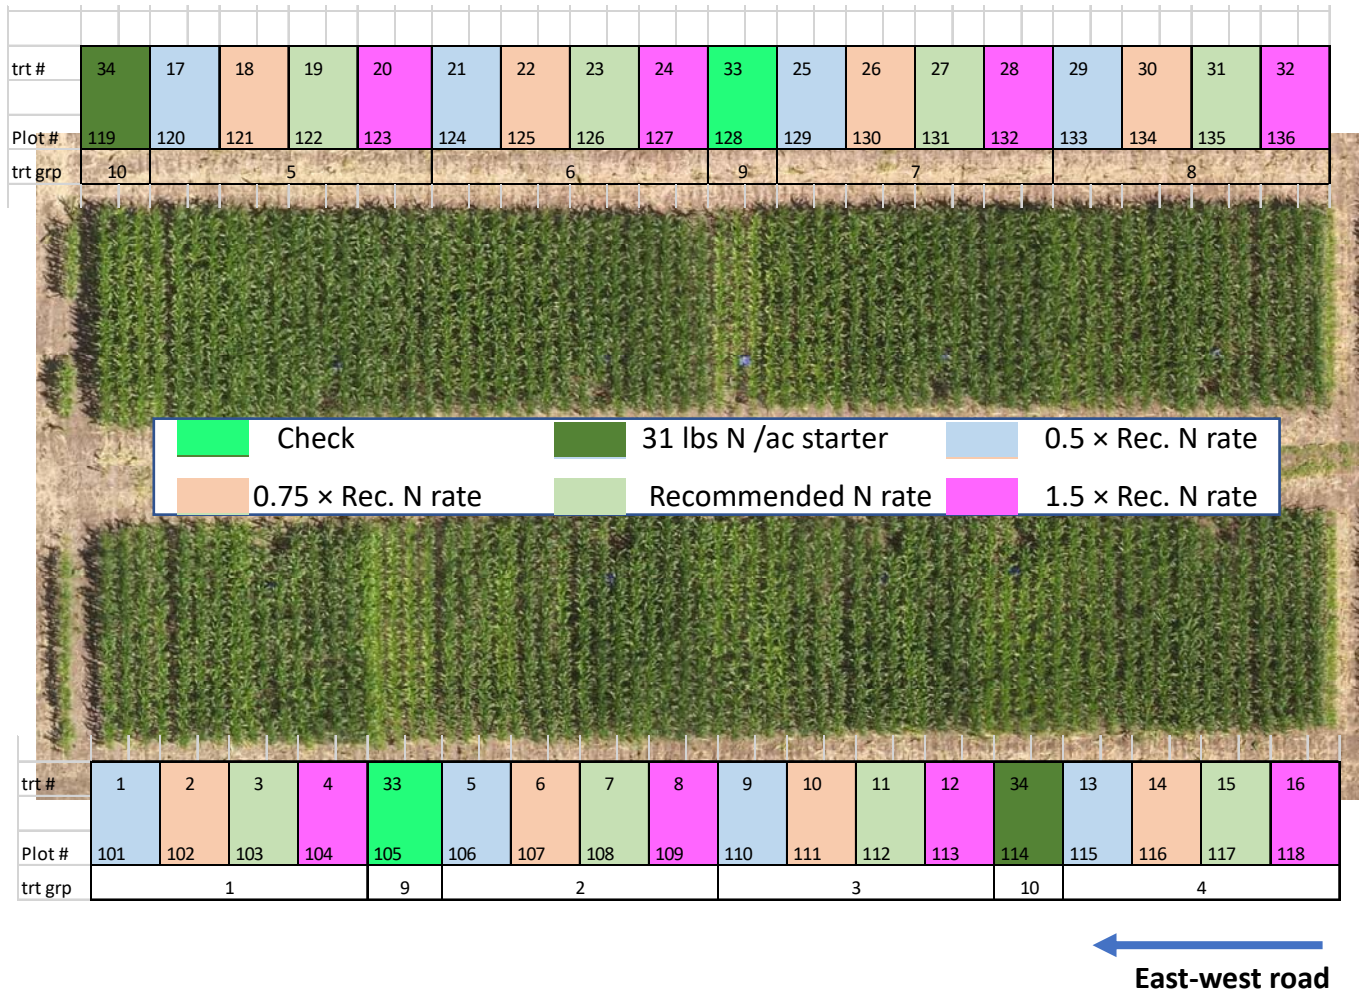 trt # 34 17 18 19 20 21 22 23 24 33 25 26 27 28 29 30 31 32
Plot # 119 120 121 122 123 124 125 126 127 128 129 130 131 132 133 134 135 136
trt grp 10 5 6 9 7 8
Check 31 lbs N /ac starter 0.5 × Rec. N rate
0.75 × Rec. N rate Recommended N rate 1.5 × Rec. N rate
trt # 1 2 3 4 33 5 6 7 8 9 10 11 12 34 13 14 15 16
Plot # 101 102 103 104 105 106 107 108 109 110 111 112 113 114 115 116 117 118
trt grp 1 9 2 3 10 4
East-west road